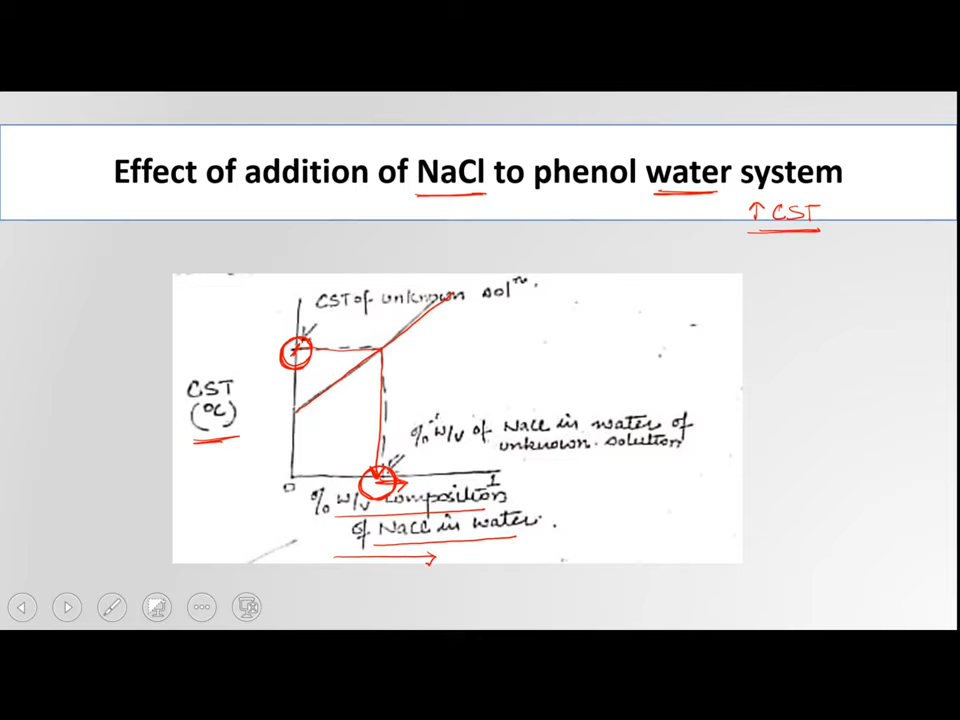 Effect of addition of NaCl to phenol water system
↑ CST
CST of unknown solⁿ.
CST
(°C)
% w/v of NaCl in water of
unknown solution
0
1
% w/v composition
of NaCl in water.